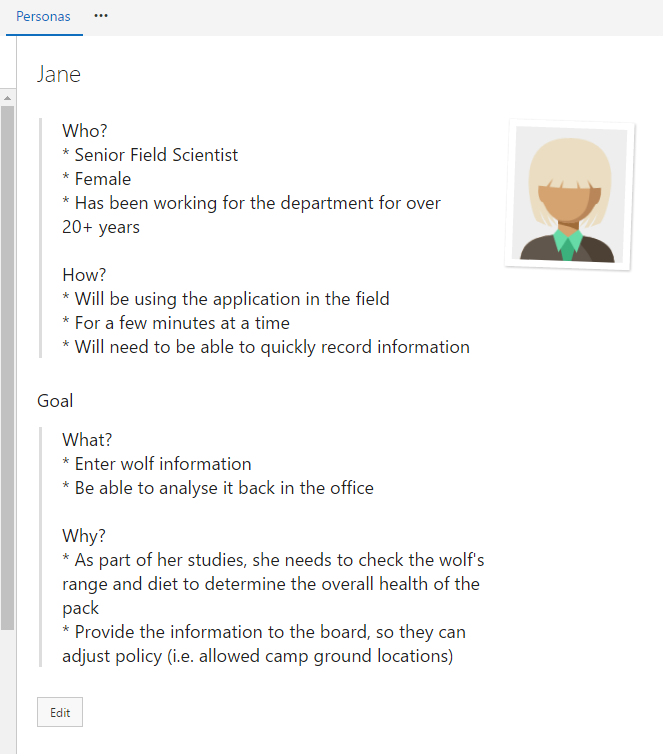 Personas •••
Jane
Who?
* Senior Field Scientist
* Female
* Has been working for the department for over
20+ years
How?
* Will be using the application in the field
* For a few minutes at a time
* Will need to be able to quickly record information
Goal
What?
* Enter wolf information
* Be able to analyse it back in the office
Why?
* As part of her studies, she needs to check the wolf's
range and diet to determine the overall health of the
pack
* Provide the information to the board, so they can
adjust policy (i.e. allowed camp ground locations)
Edit